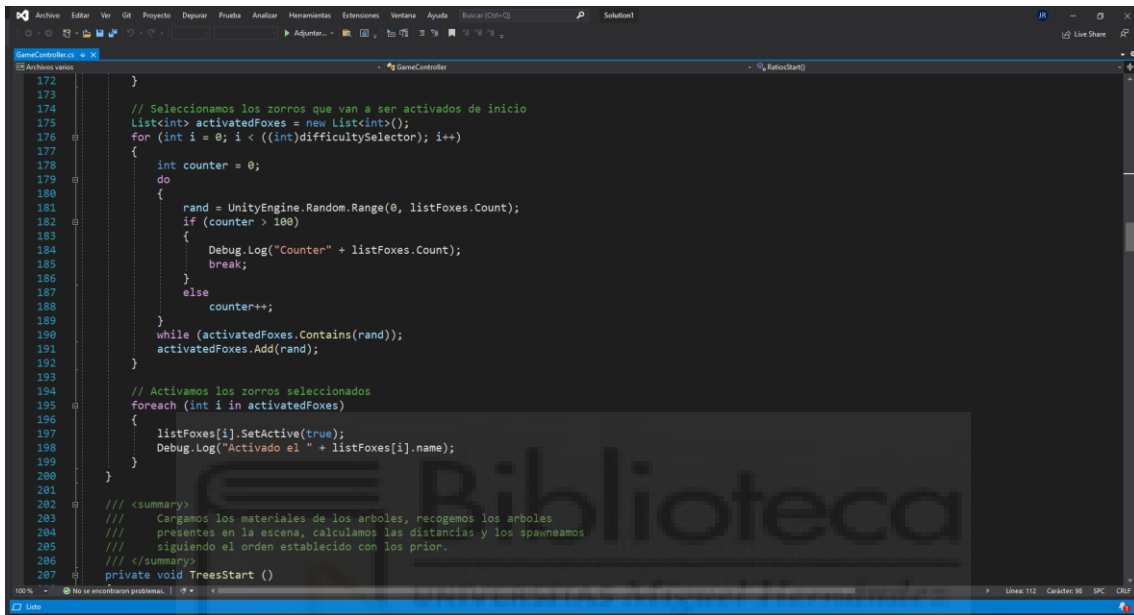 Archivo Editar Ver Git Proyecto Depurar Prueba Analizar Herramientas Extensiones Ventana Ayuda Buscar (Ctrl+Q) Solution1 JR
Adjuntar... Live Share
GameController.cs
Archivos varios GameController RatiosStart()
172 }
173
174 // Seleccionamos los zorros que van a ser activados de inicio
175 List<int> activatedFoxes = new List<int>();
176 for (int i = 0; i < ((int)difficultySelector); i++)
177 {
178 int counter = 0;
179 do
180 {
181 rand = UnityEngine.Random.Range(0, listFoxes.Count);
182 if (counter > 100)
183 {
184 Debug.Log("Counter" + listFoxes.Count);
185 break;
186 }
187 else
188 counter++;
189 }
190 while (activatedFoxes.Contains(rand));
191 activatedFoxes.Add(rand);
192 }
193
194 // Activamos los zorros seleccionados
195 foreach (int i in activatedFoxes)
196 {
197 listFoxes[i].SetActive(true);
198 Debug.Log("Activado el " + listFoxes[i].name);
199 }
200 }
201
202 /// <summary>
203 /// Cargamos los materiales de los arboles, recogemos los arboles
204 /// presentes en la escena, calculamos las distancias y los spawneamos
205 /// siguiendo el orden establecido con los prior.
206 /// </summary>
207 private void TreesStart ()
Biblioteca
100 % No se encontraron problemas. Línea: 112 Carácter: 98 SPC CRLF
Listo